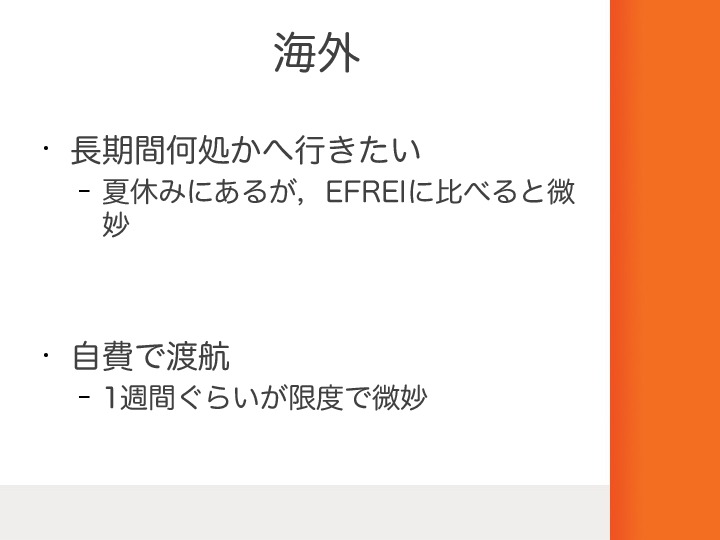 海外
・ 長期間何処かへ行きたい
– 夏休みにあるが，EFREIに比べると微
妙
・ 自費で渡航
– 1週間ぐらいが限度で微妙